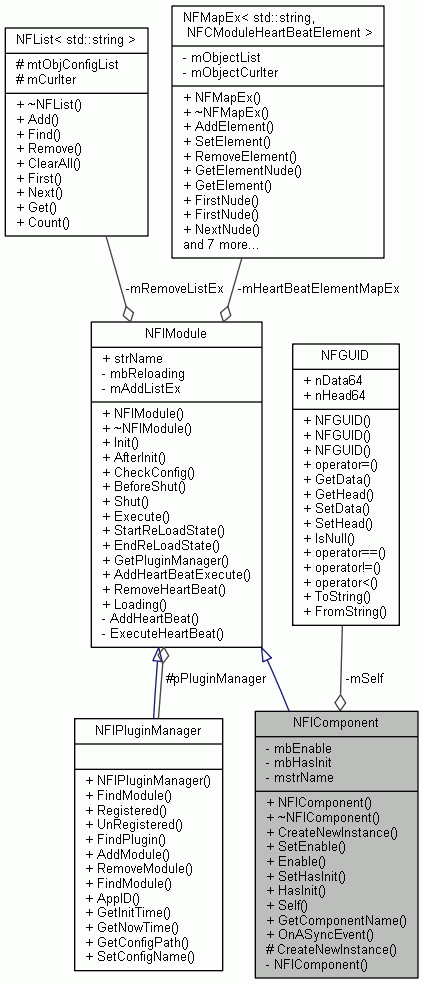 NFList< std::string >
# mtObjConfigList
# mCurIter
+ ~NFList()
+ Add()
+ Find()
+ Remove()
+ ClearAll()
+ First()
+ Next()
+ Get()
+ Count()
NFMapEx< std::string,
NFCModuleHeartBeatElement >
- mObjectList
- mObjectCurIter
+ NFMapEx()
+ ~NFMapEx()
+ AddElement()
+ SetElement()
+ RemoveElement()
+ GetElementNude()
+ GetElement()
+ FirstNude()
+ FirstNude()
+ NextNude()
and 7 more...
-mRemoveListEx
-mHeartBeatElementMapEx
NFIModule
+ strName
- mbReloading
- mAddListEx
+ NFIModule()
+ ~NFIModule()
+ Init()
+ AfterInit()
+ CheckConfig()
+ BeforeShut()
+ Shut()
+ Execute()
+ StartReLoadState()
+ EndReLoadState()
+ GetPluginManager()
+ AddHeartBeatExecute()
+ RemoveHeartBeat()
+ Loading()
- AddHeartBeat()
- ExecuteHeartBeat()
NFGUID
+ nData64
+ nHead64
+ NFGUID()
+ NFGUID()
+ NFGUID()
+ operator=()
+ GetData()
+ GetHead()
+ SetData()
+ SetHead()
+ IsNull()
+ operator==()
+ operator!=()
+ operator<()
+ ToString()
+ FromString()
#pPluginManager
-mSelf
NFIPluginManager
+ NFIPluginManager()
+ FindModule()
+ Registered()
+ UnRegistered()
+ FindPlugin()
+ AddModule()
+ RemoveModule()
+ FindModule()
+ AppID()
+ GetInitTime()
+ GetNowTime()
+ GetConfigPath()
+ SetConfigName()
NFIComponent
- mbEnable
- mbHasInit
- mstrName
+ NFIComponent()
+ ~NFIComponent()
+ CreateNewInstance()
+ SetEnable()
+ Enable()
+ SetHasInit()
+ HasInit()
+ Self()
+ GetComponentName()
+ OnASyncEvent()
# CreateNewInstance()
- NFIComponent()